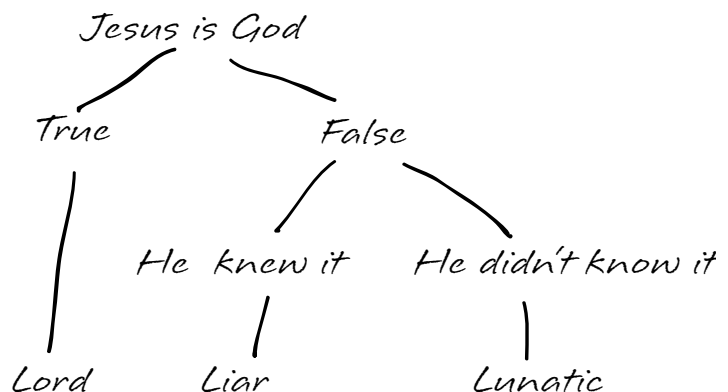 Jesus is God
True False
He knew it He didn't know it
Lord Liar Lunatic